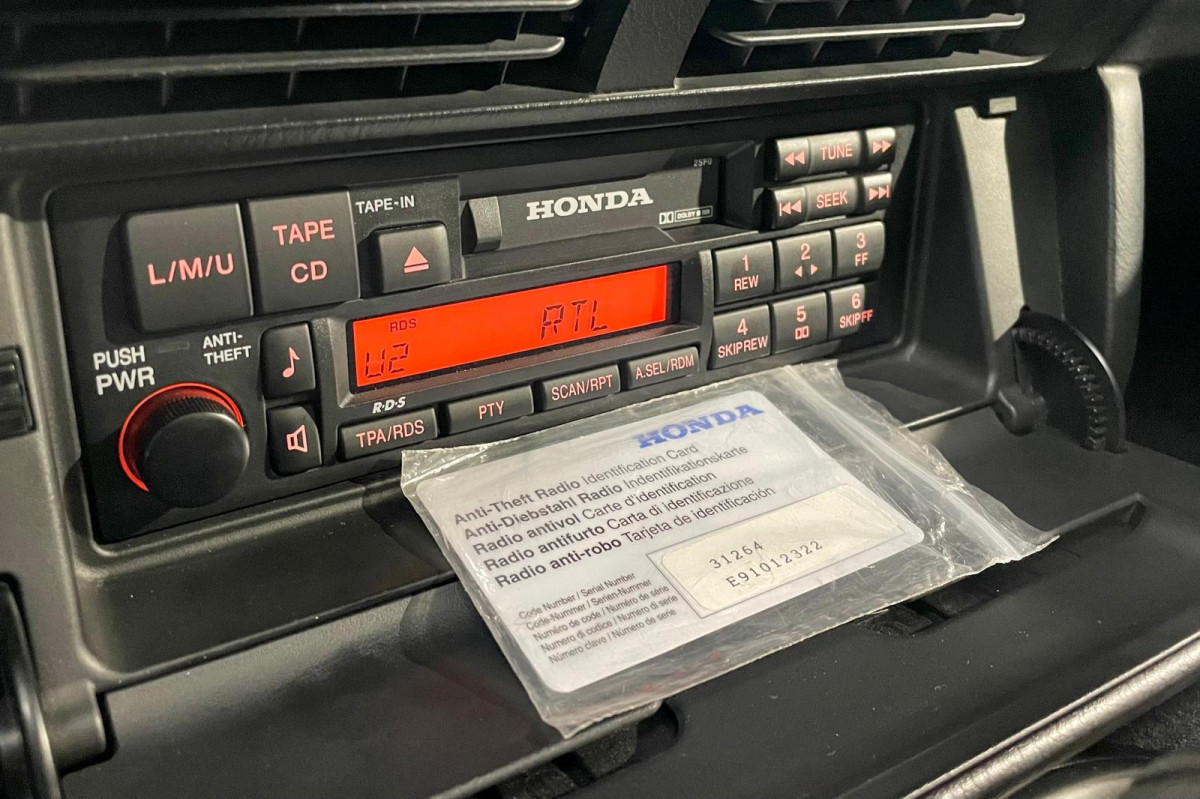 2SP0
TUNE
HONDA
DOLBY B NR
SEEK
TAPE-IN
L/M/U
TAPE
CD
1
REW
2
3
FF
4
SKIPREW
5
6
SKIPFF
PUSH
PWR
ANTI-
THEFT
RDS
RTL
U2
R·D·S
TPA/RDS
PTY
SCAN/RPT
A.SEL/RDM
HONDA
Anti-Theft Radio Identification Card
Anti-Diebstahl Radio Indentifikationskarte
Radio antivol Carte d'identification
Radio antifurto Carta di identificazione
Radio anti-robo Tarjeta de identificación
31264
E91012322
Code Number / Serial Number
Code-Nummer / Serien-Nummer
Numéro de code / Numéro de série
Numero di codice / Numero di serie
Número clave / Número de serie